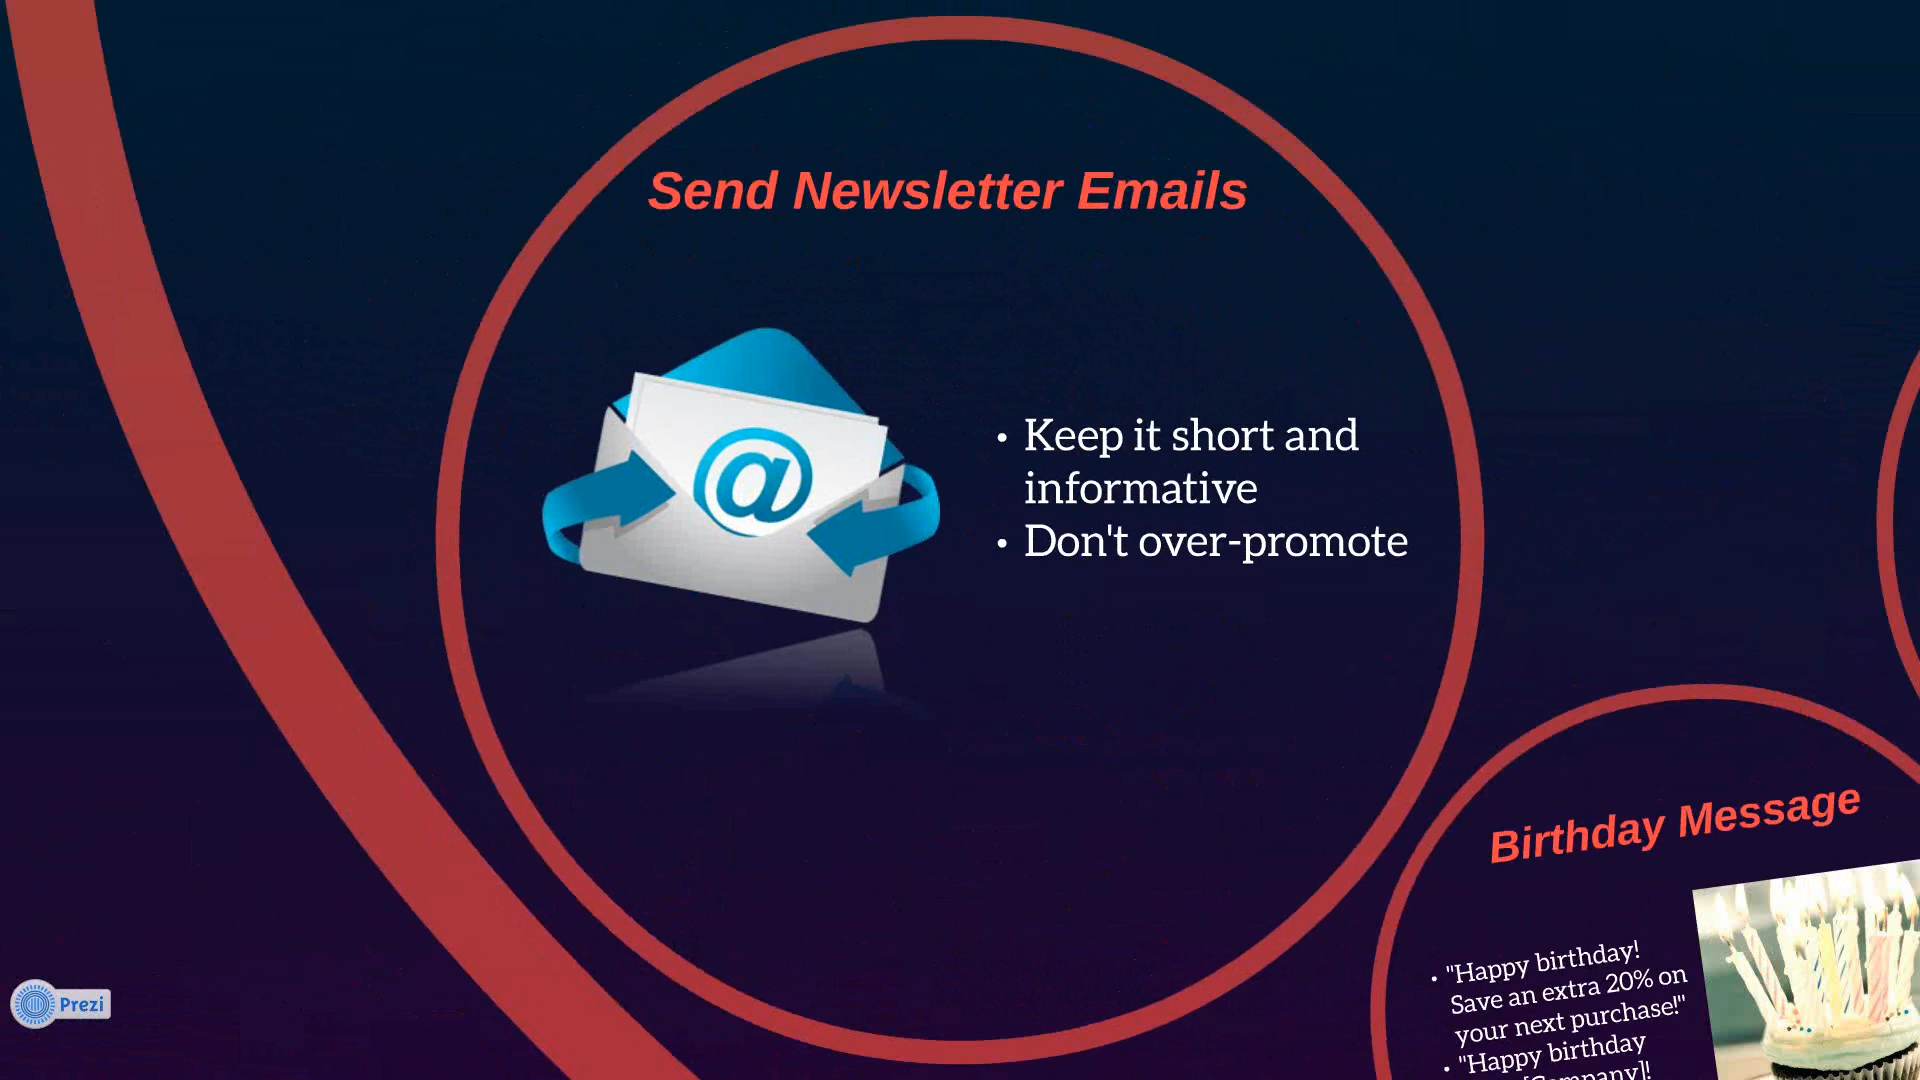 Send Newsletter Emails
@
• Keep it short and
informative
• Don't over-promote
Birthday Message
• "Happy birthday!
Save an extra 20% on
your next purchase!"
• "Happy birthday
[Company]!
Prezi